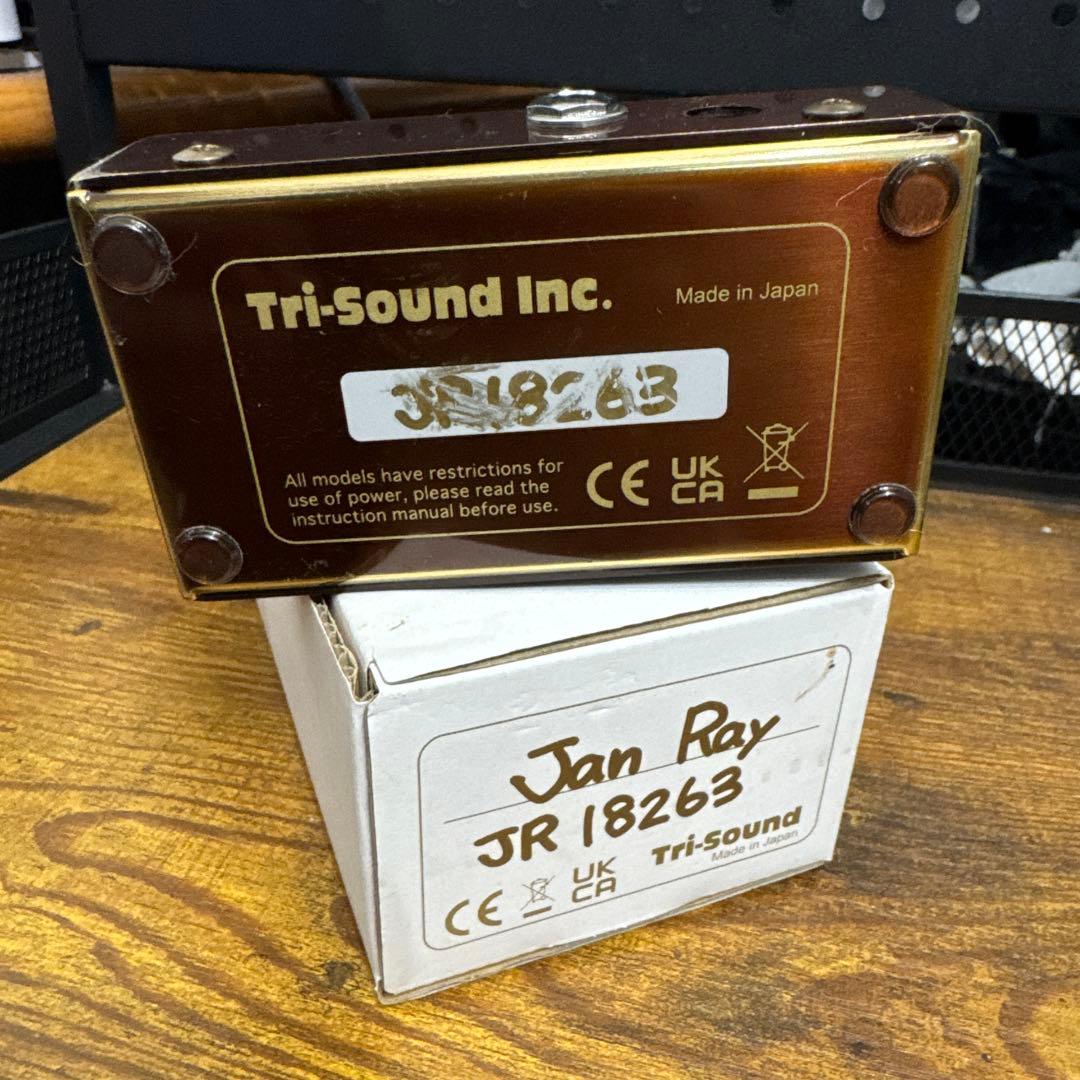 Tri-Sound Inc.
Made in Japan
JR18263
All models have restrictions for
use of power, please read the
instruction manual before use.
CE
UK
CA
Jan Ray
JR 18263
Tri-Sound
Made in Japan
CE
UK
CA